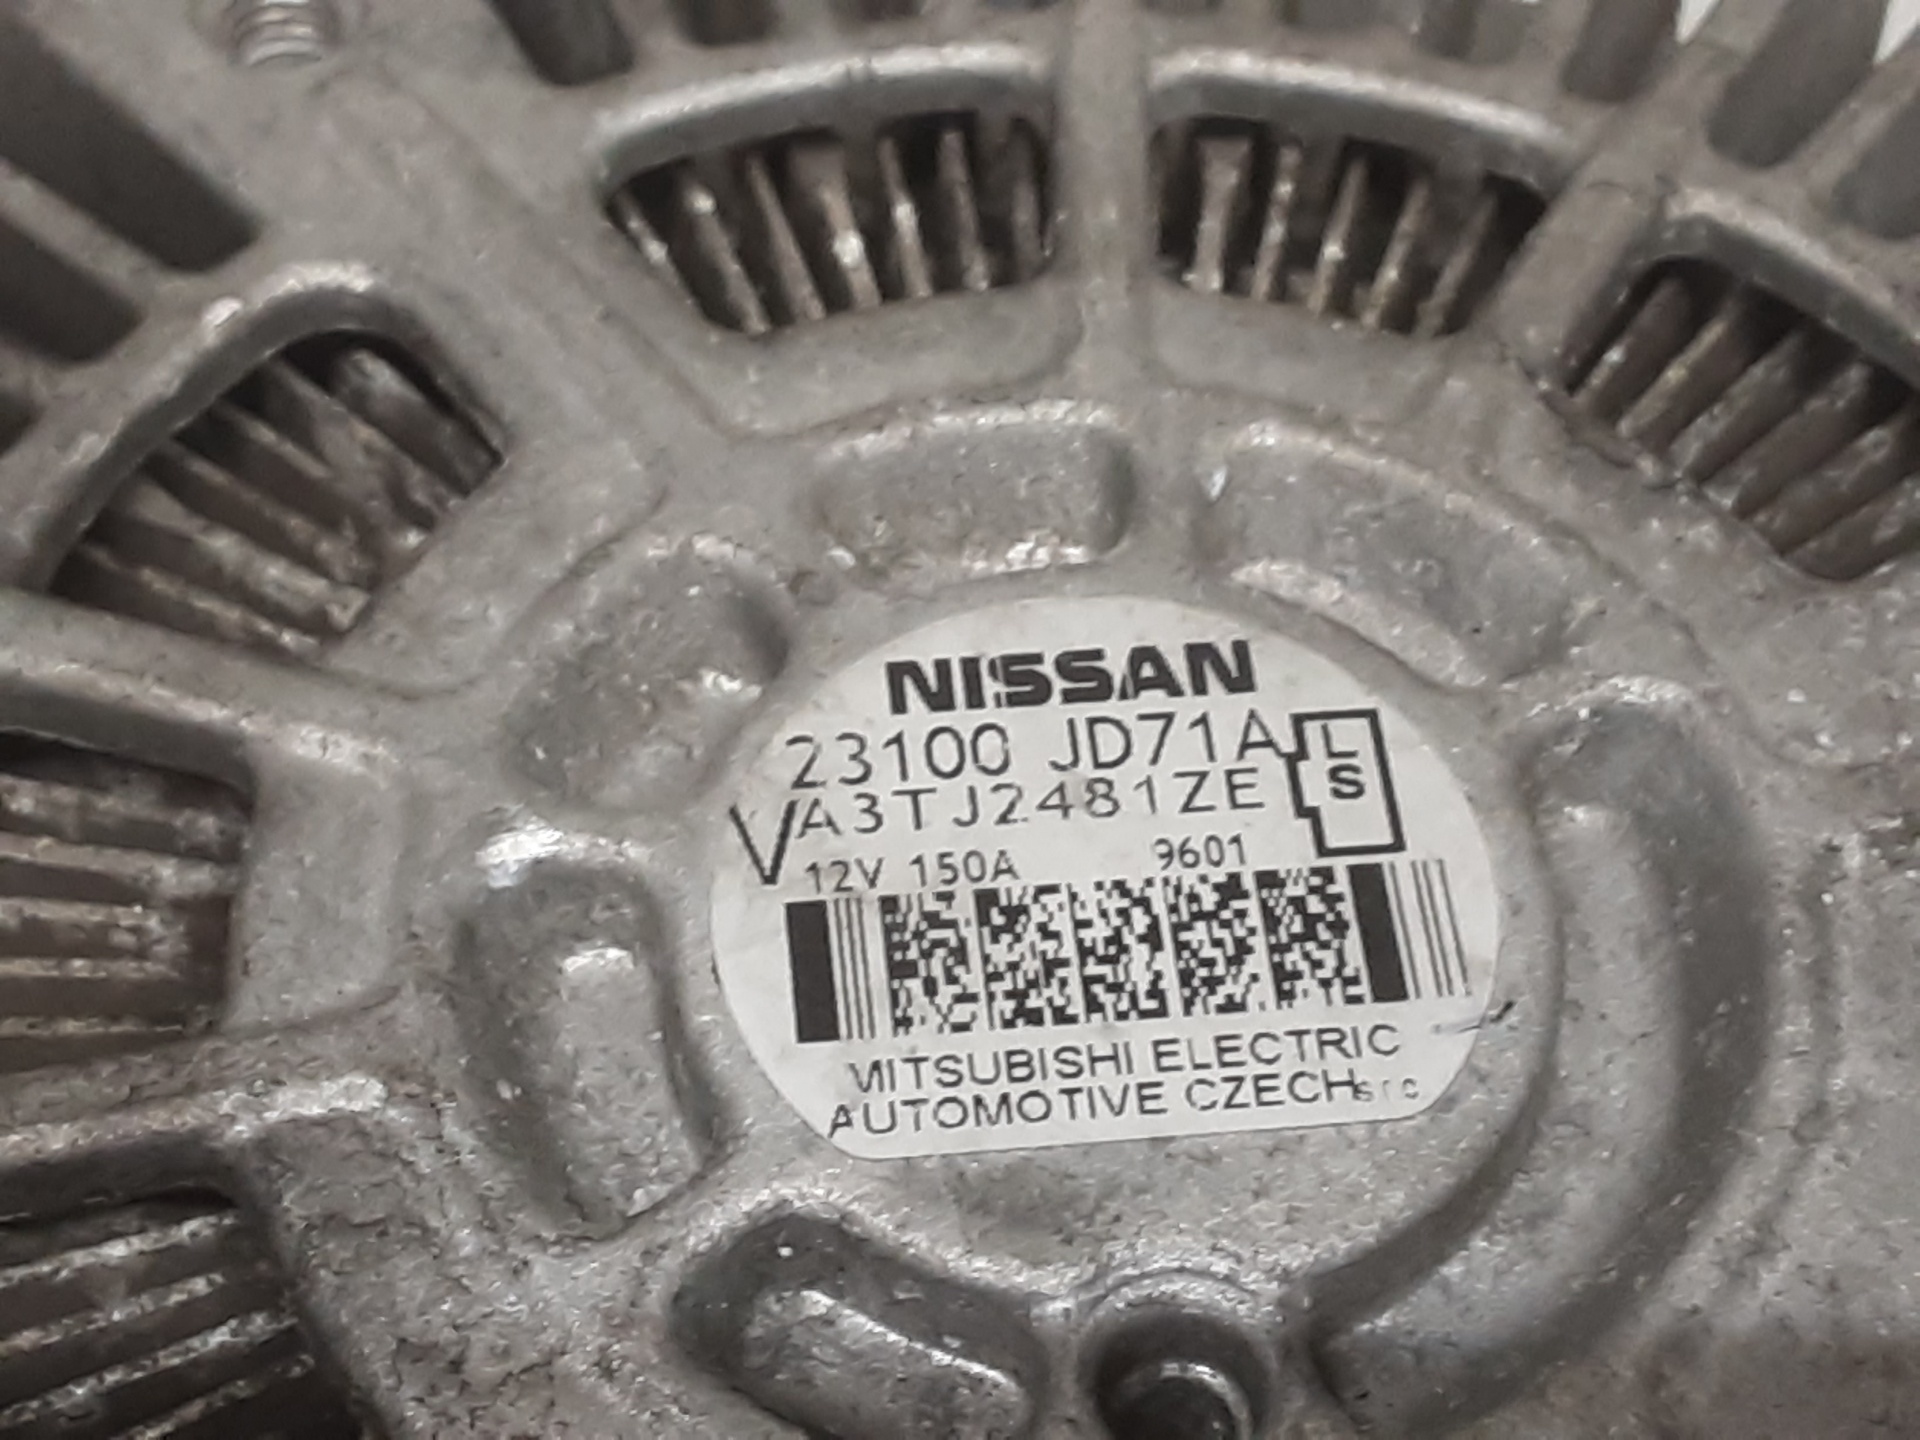 NISSAN
23100 JD71A
VA3TJ2481ZE
L
S
12V 150A 9601
MITSUBISHI ELECTRIC
AUTOMOTIVE CZECH s r o